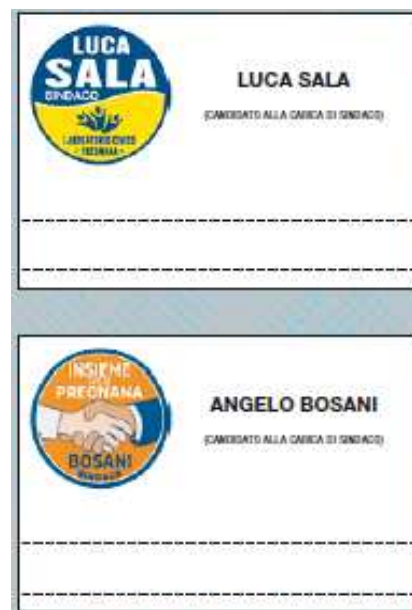 LUCA
SALA
SINDACO
LABORATORIO CIVICO
PREGNANA
LUCA SALA
(CANDIDATO ALLA CARICA DI SINDACO)
INSIEME
PREGNANA
BOSANI
SINDACO
ANGELO BOSANI
(CANDIDATO ALLA CARICA DI SINDACO)